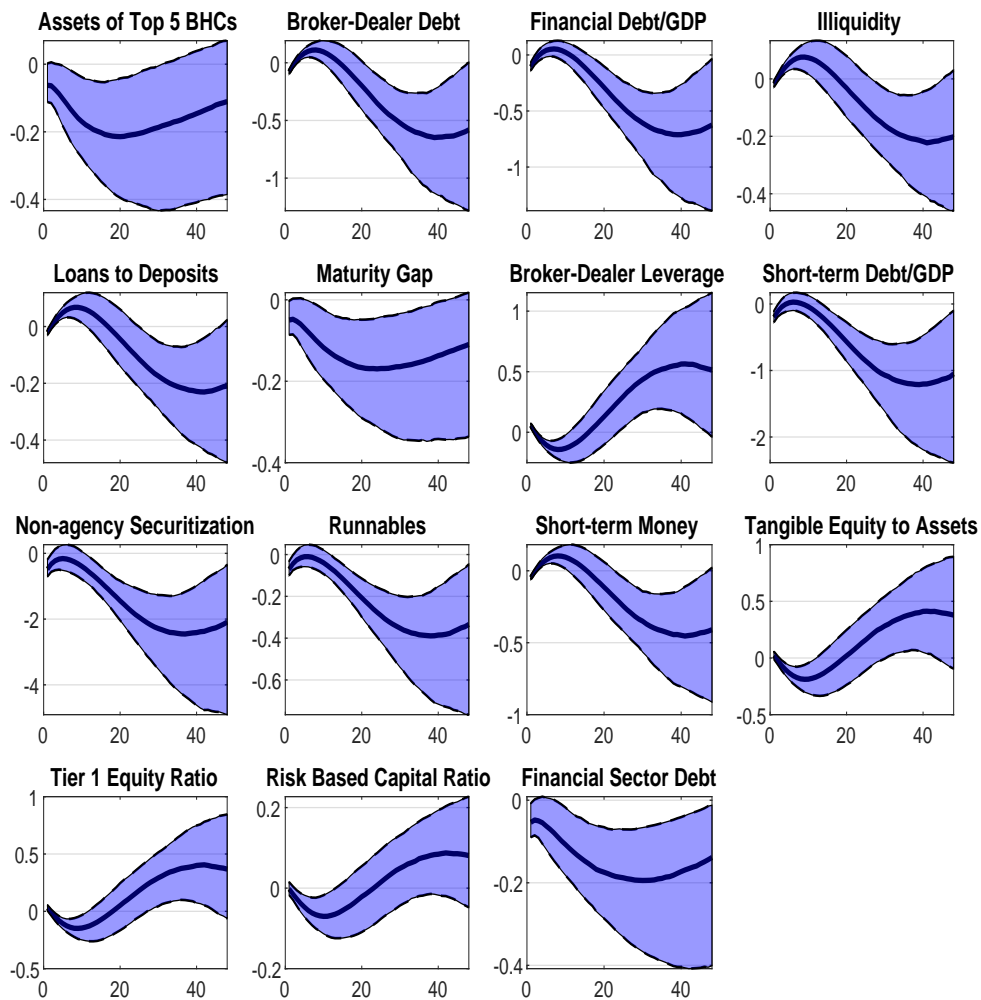 Assets of Top 5 BHCs Broker-Dealer Debt Financial Debt/GDP Illiquidity
0 -0.2 -0.4 0 20 40
0 -0.5 -1 0 20 40
0 -0.5 -1 0 20 40
0 -0.2 -0.4 0 20 40
Loans to Deposits Maturity Gap Broker-Dealer Leverage Short-term Debt/GDP
0 -0.2 -0.4 0 20 40
0 -0.2 -0.4 0 20 40
1 0.5 0 0 20 40
0 -1 -2 0 20 40
Non-agency Securitization Runnables Short-term Money Tangible Equity to Assets
0 -2 -4 0 20 40
0 -0.2 -0.4 -0.6 0 20 40
0 -0.5 -1 0 20 40
1 0.5 0 -0.5 0 20 40
Tier 1 Equity Ratio Risk Based Capital Ratio Financial Sector Debt
1 0.5 0 -0.5 0 20 40
0.2 0 -0.2 0 20 40
0 -0.2 -0.4 0 20 40